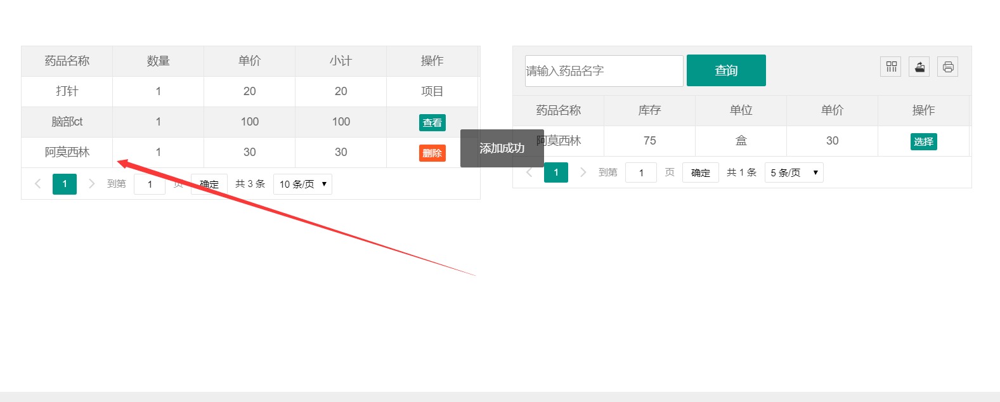 药品名称 数量 单价 小计 操作
打针 1 20 20 项目
脑部ct 1 100 100 查看
阿莫西林 1 30 30 删除
1 到第 1 页 确定 共 3 条 10 条/页
添加成功
请输入药品名字 查询
药品名称 库存 单位 单价 操作
阿莫西林 75 盒 30 选择
1 到第 1 页 确定 共 1 条 5 条/页